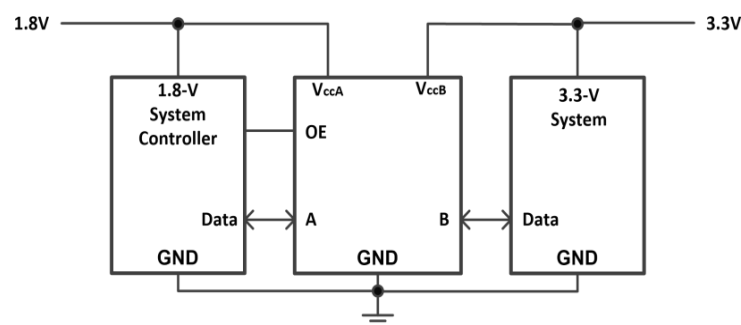 1.8V
3.3V
1.8-V
System
Controller
Data
GND
VccA
VccB
OE
A
B
GND
3.3-V
System
Data
GND